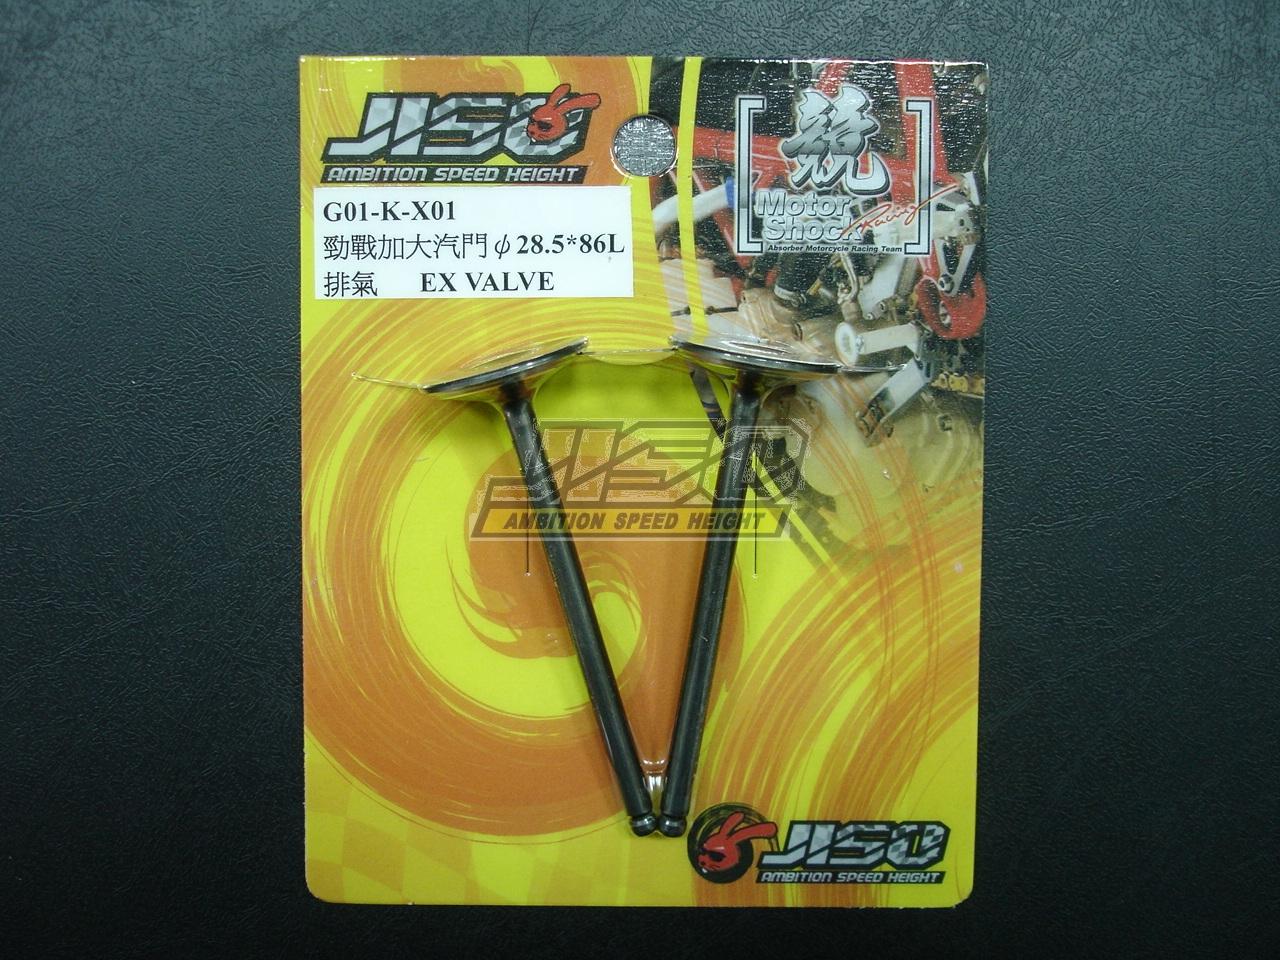 JISO
AMBITION SPEED HEIGHT
競
Motor
Shock Racing
Absorber Motorcycle Racing Team
G01-K-X01
勁戰加大汽門φ28.5*86L
排氣 EX VALVE
JISO
AMBITION SPEED HEIGHT
JISO
AMBITION SPEED HEIGHT